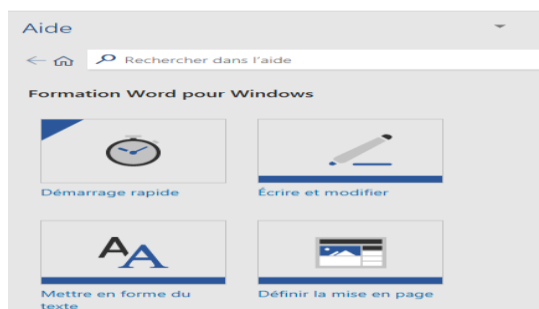 Aide
Rechercher dans l'aide
Formation Word pour Windows
Démarrage rapide
Écrire et modifier
AA
Mettre en forme du
texte
Définir la mise en page